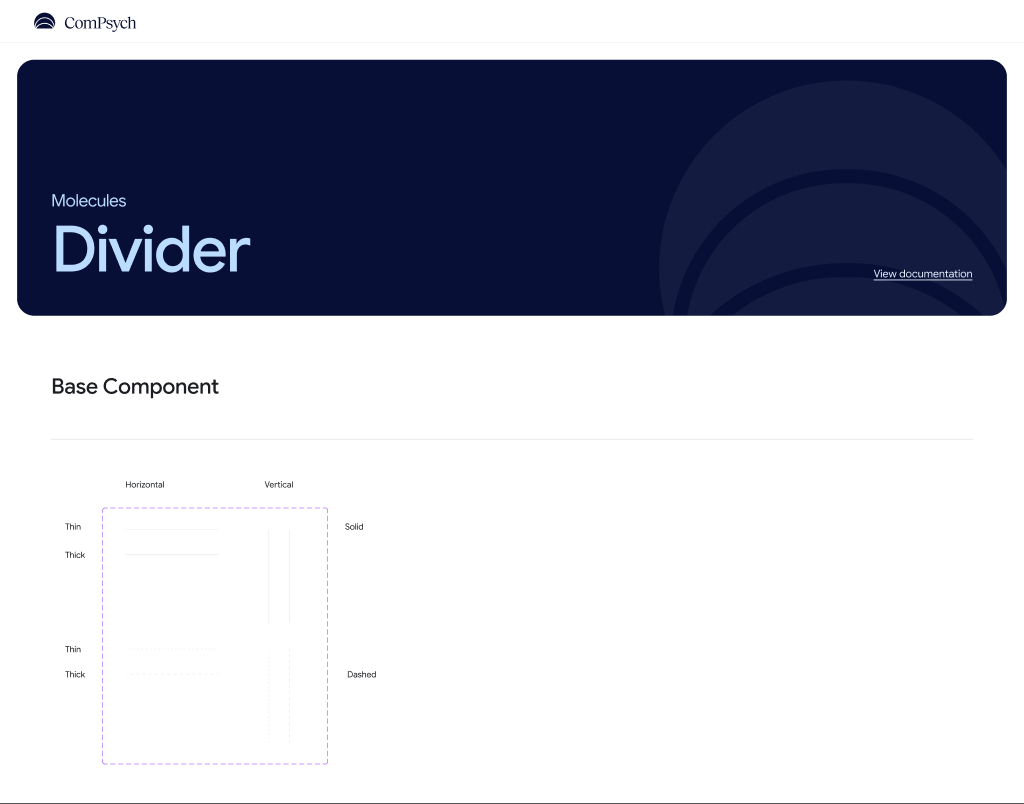 ComPsych
Molecules
Divider
View documentation
Base Component
Horizontal Vertical
Thin Solid
Thick
Thin
Thick Dashed